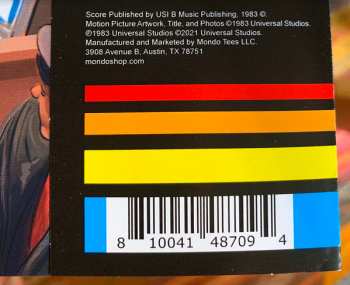 Score Published by USI B Music Publishing, 1983 ©.
Motion Picture Artwork, Title, and Photos ©1983 Universal Studios.
℗1983 Universal Studios ©2021 Universal Studios.
Manufactured and Marketed by Mondo Tees LLC.
3908 Avenue B, Austin, TX 78751
mondoshop.com
8 10041 48709 4